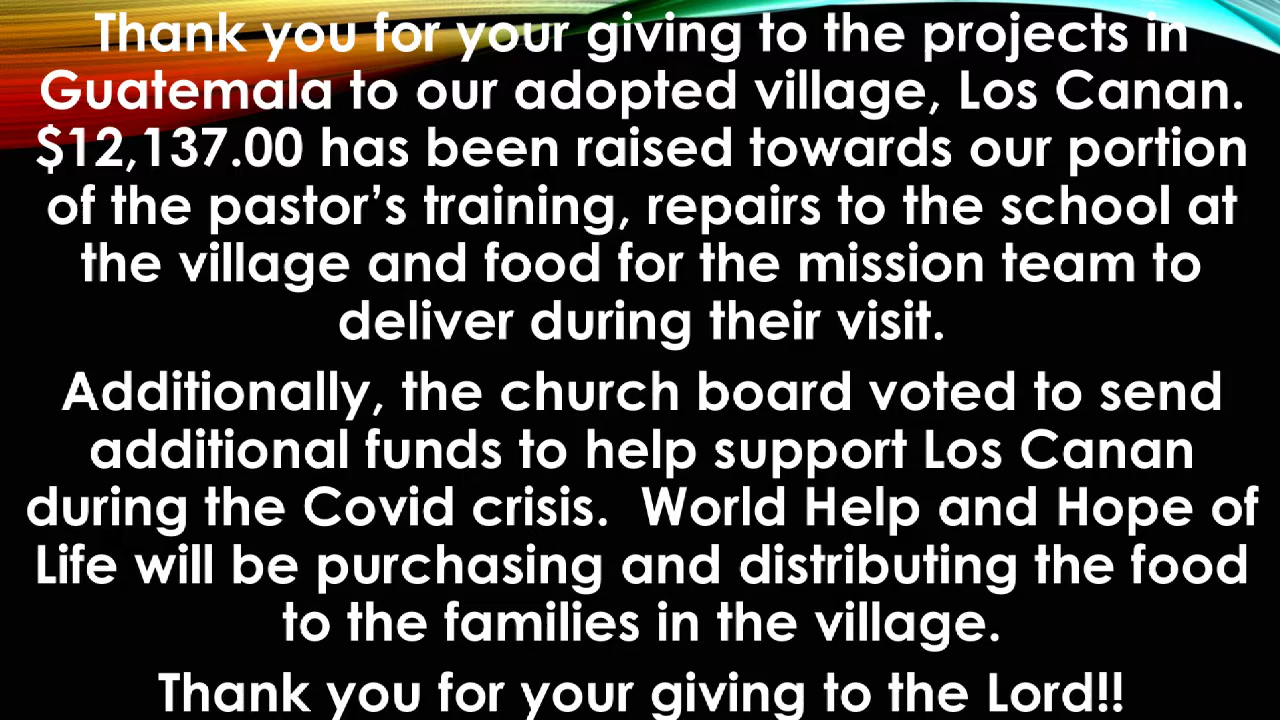 Thank you for your giving to the projects in
Guatemala to our adopted village, Los Canan.
$12,137.00 has been raised towards our portion
of the pastor’s training, repairs to the school at
the village and food for the mission team to
deliver during their visit.
Additionally, the church board voted to send
additional funds to help support Los Canan
during the Covid crisis.  World Help and Hope of
Life will be purchasing and distributing the food
to the families in the village.
Thank you for your giving to the Lord!!